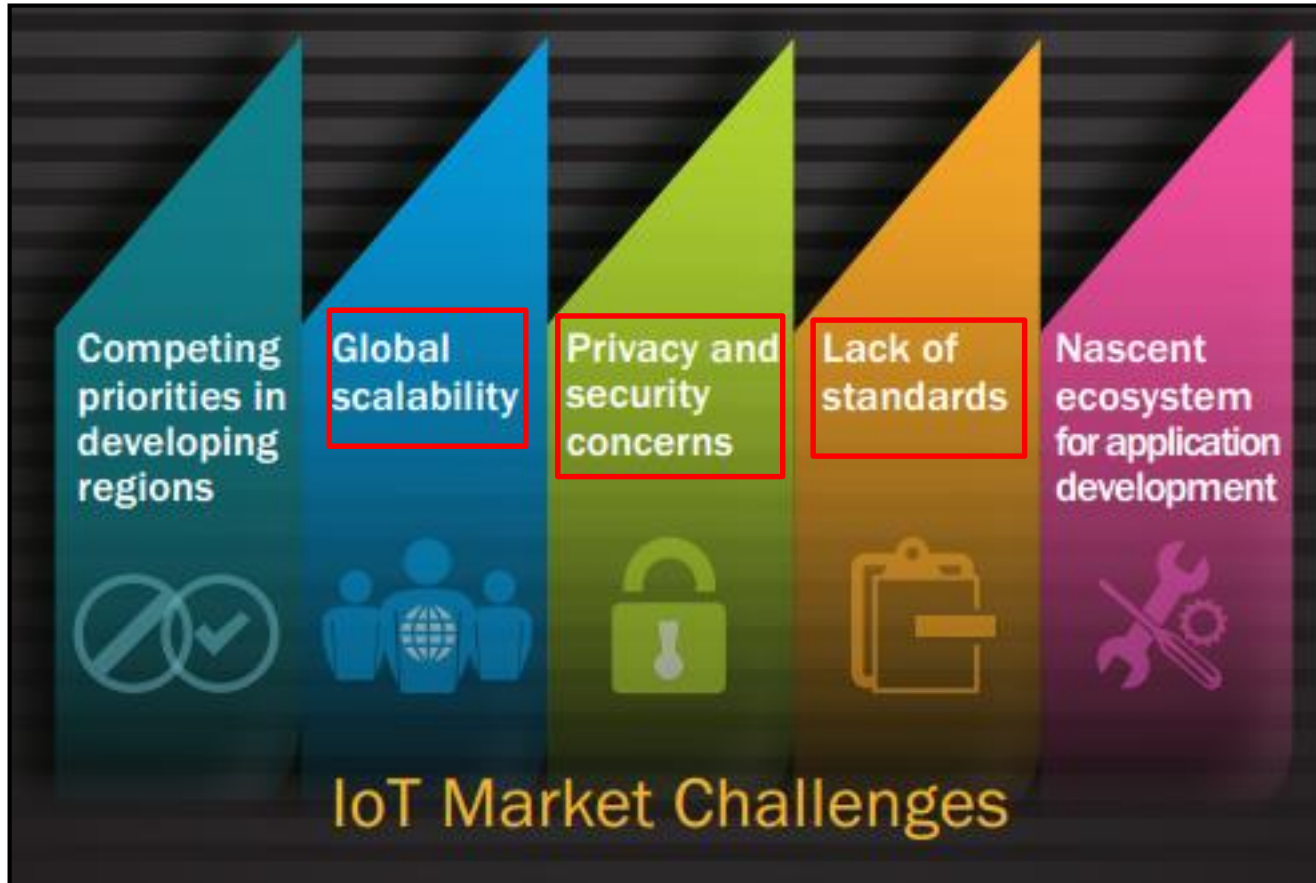 Competing
priorities in
developing
regions
Global
scalability
Privacy and
security
concerns
Lack of
standards
Nascent
ecosystem
for application
development
IoT Market Challenges